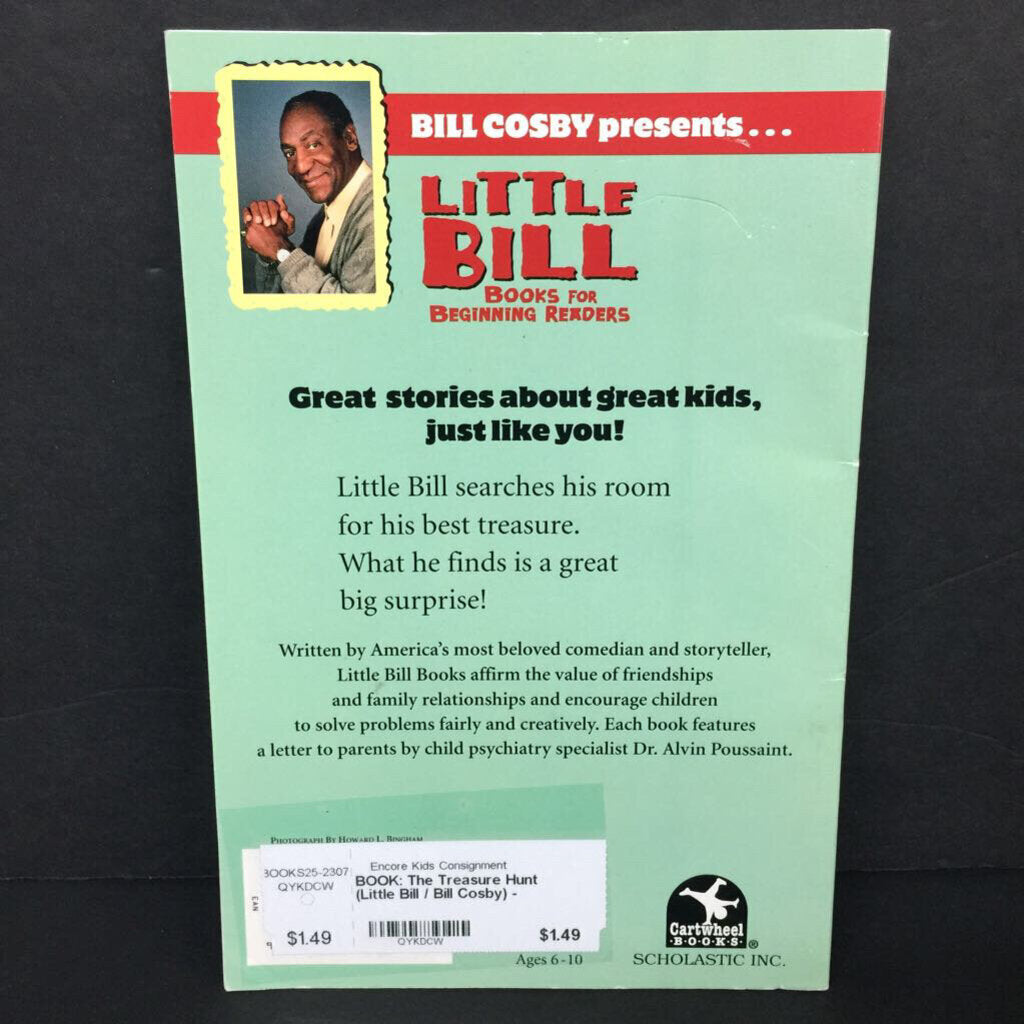 BILL COSBY presents...
LITTLE
BILL
BOOKS FOR
BEGINNING READERS
Great stories about great kids,
just like you!
Little Bill searches his room
for his best treasure.
What he finds is a great
big surprise!
Written by America's most beloved comedian and storyteller,
Little Bill Books affirm the value of friendships
and family relationships and encourage children
to solve problems fairly and creatively. Each book features
a letter to parents by child psychiatry specialist Dr. Alvin Poussaint.
PHOTOGRAPH BY HOWARD L. BINGHAM
BOOKS25-2307
QYKDCW
$1.49
Encore Kids Consignment
BOOK: The Treasure Hunt
(Little Bill / Bill Cosby) -
QYKDCW
$1.49
EAN
9
Ages 6-10
Cartwheel
B·O·O·K·S ®
SCHOLASTIC INC.